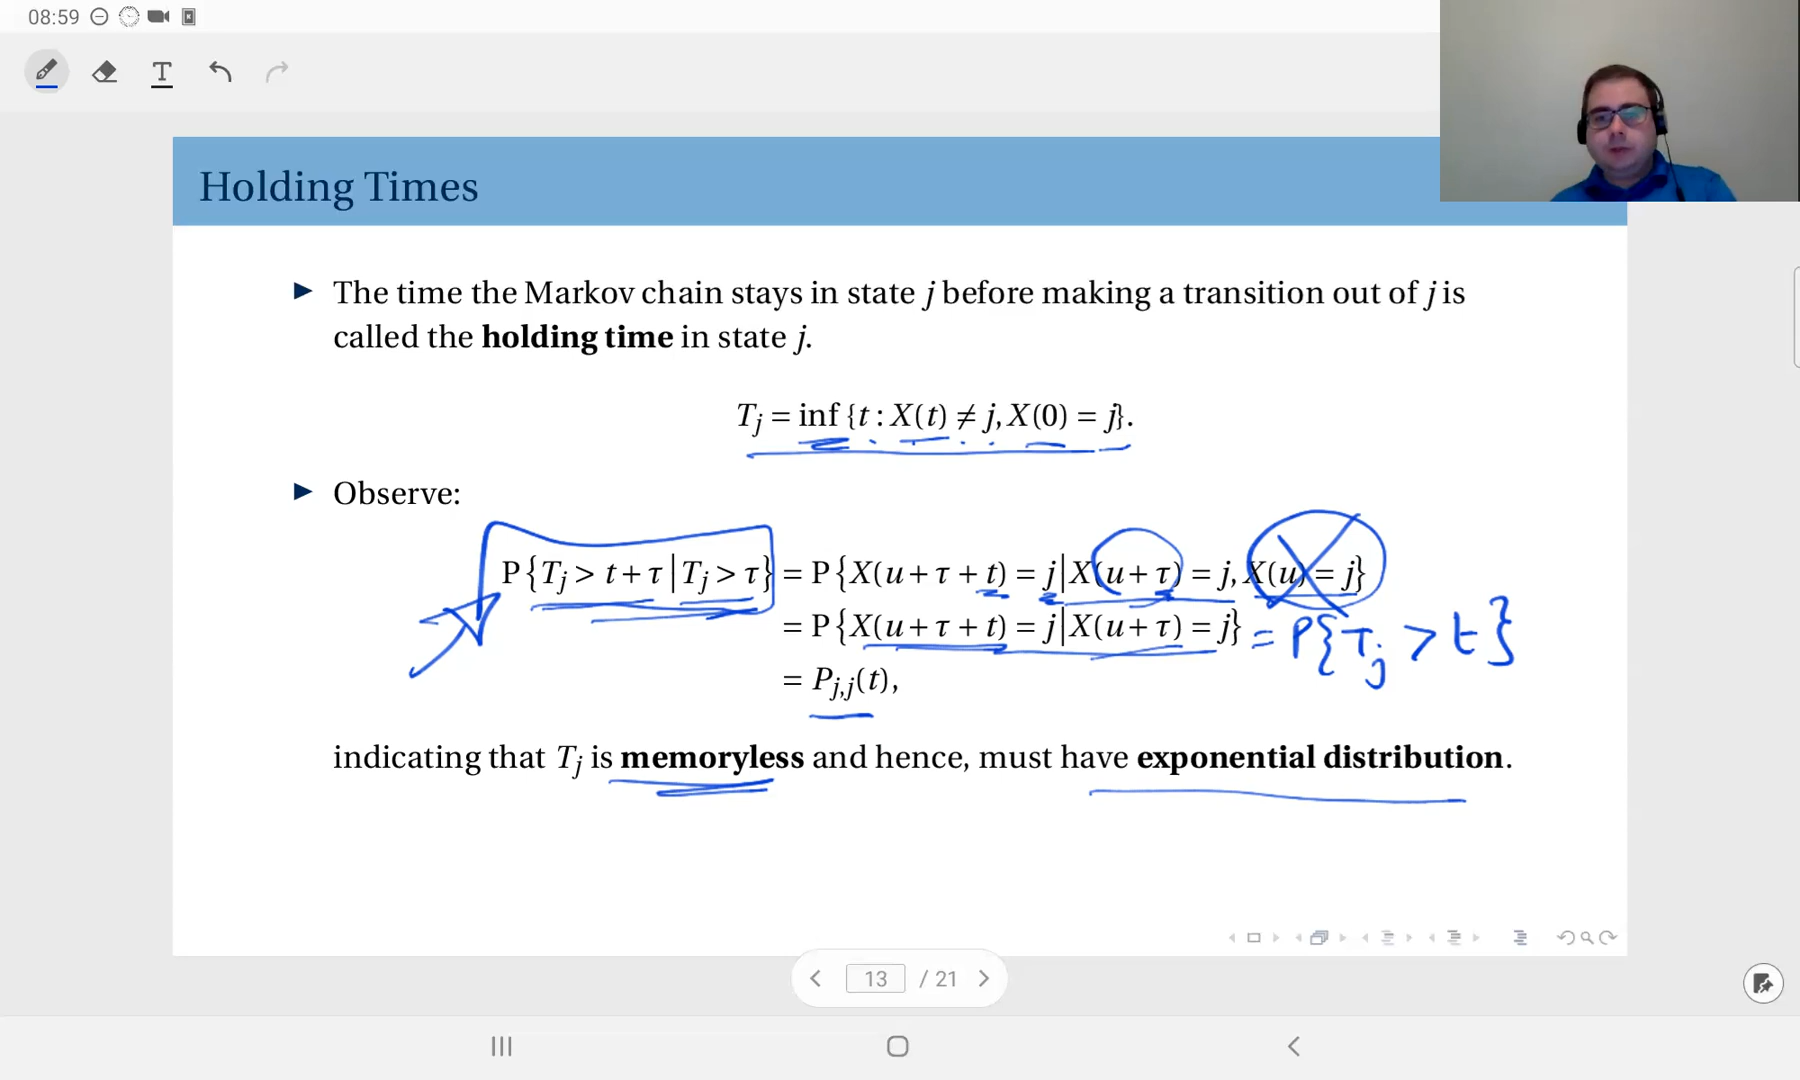 08:59
T
Holding Times
▶ The time the Markov chain stays in state j before making a transition out of j is
called the holding time in state j.
T_j = inf {t : X(t) ≠ j, X(0) = j}.
▶ Observe:
P{T_j > t + τ | T_j > τ} = P{X(u + τ + t) = j | X(u + τ) = j, X(u) = j}
= P{X(u + τ + t) = j | X(u + τ) = j} = P{T_j > t}
= P_{j,j}(t),
indicating that T_j is memoryless and hence, must have exponential distribution.
13 / 21